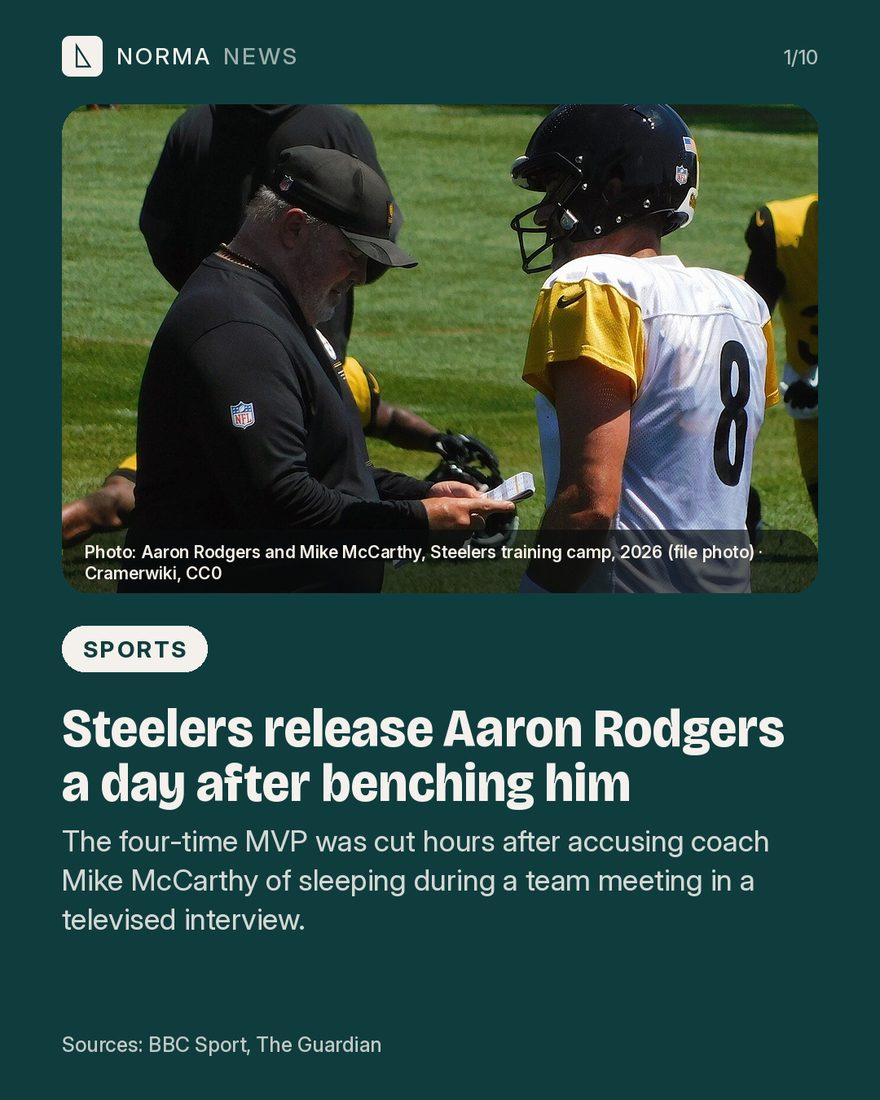 NORMA NEWS
1/10
NFL
8
Photo: Aaron Rodgers and Mike McCarthy, Steelers training camp, 2026 (file photo) ·
Cramerwiki, CC0
SPORTS
Steelers release Aaron Rodgers
a day after benching him
The four-time MVP was cut hours after accusing coach
Mike McCarthy of sleeping during a team meeting in a
televised interview.
Sources: BBC Sport, The Guardian